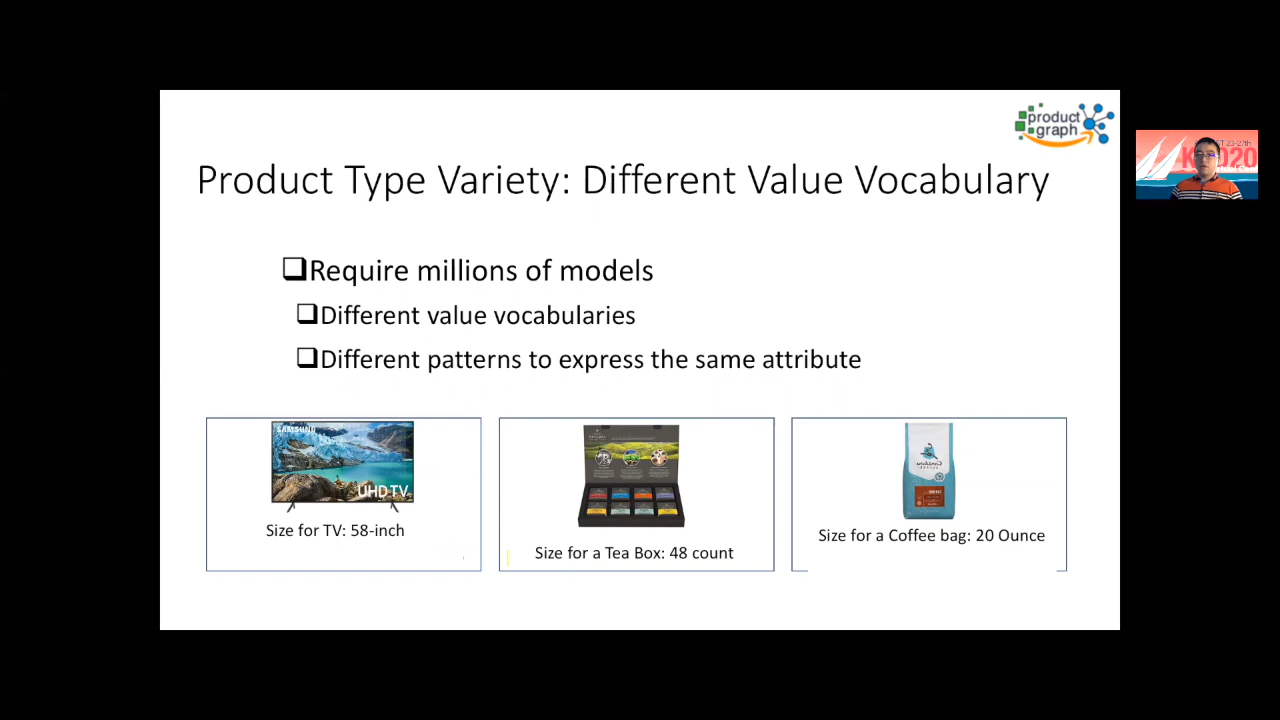 product
graph
Product Type Variety: Different Value Vocabulary
Require millions of models
Different value vocabularies
Different patterns to express the same attribute
SAMSUNG
UHD TV
Size for TV: 58-inch
Size for a Tea Box: 48 count
Size for a Coffee bag: 20 Ounce